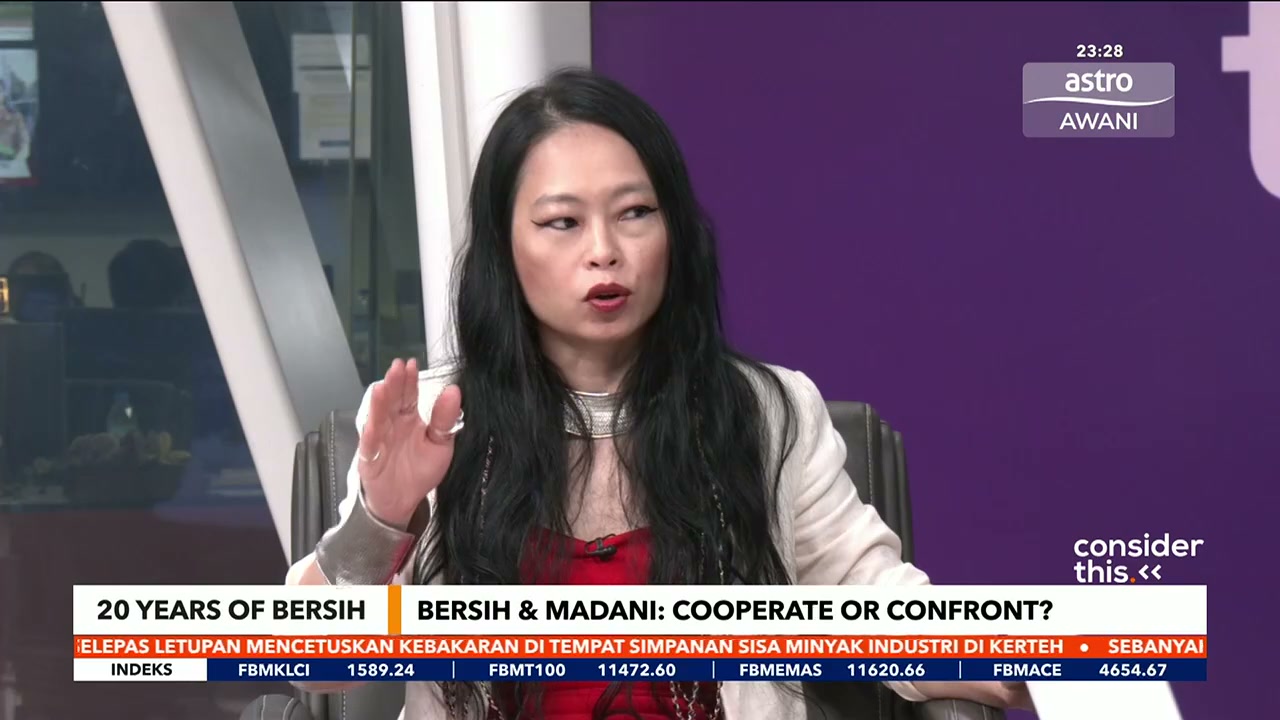 23:28
astro
AWANI
consider
this.<<
20 YEARS OF BERSIH
BERSIH & MADANI: COOPERATE OR CONFRONT?
ELEPAS LETUPAN MENCETUSKAN KEBAKARAN DI TEMPAT SIMPANAN SISA MINYAK INDUSTRI DI KERTEH • SEBANYAI
INDEKS FBMKLCI 1589.24 FBMT100 11472.60 FBMEMAS 11620.66 FBMACE 4654.67